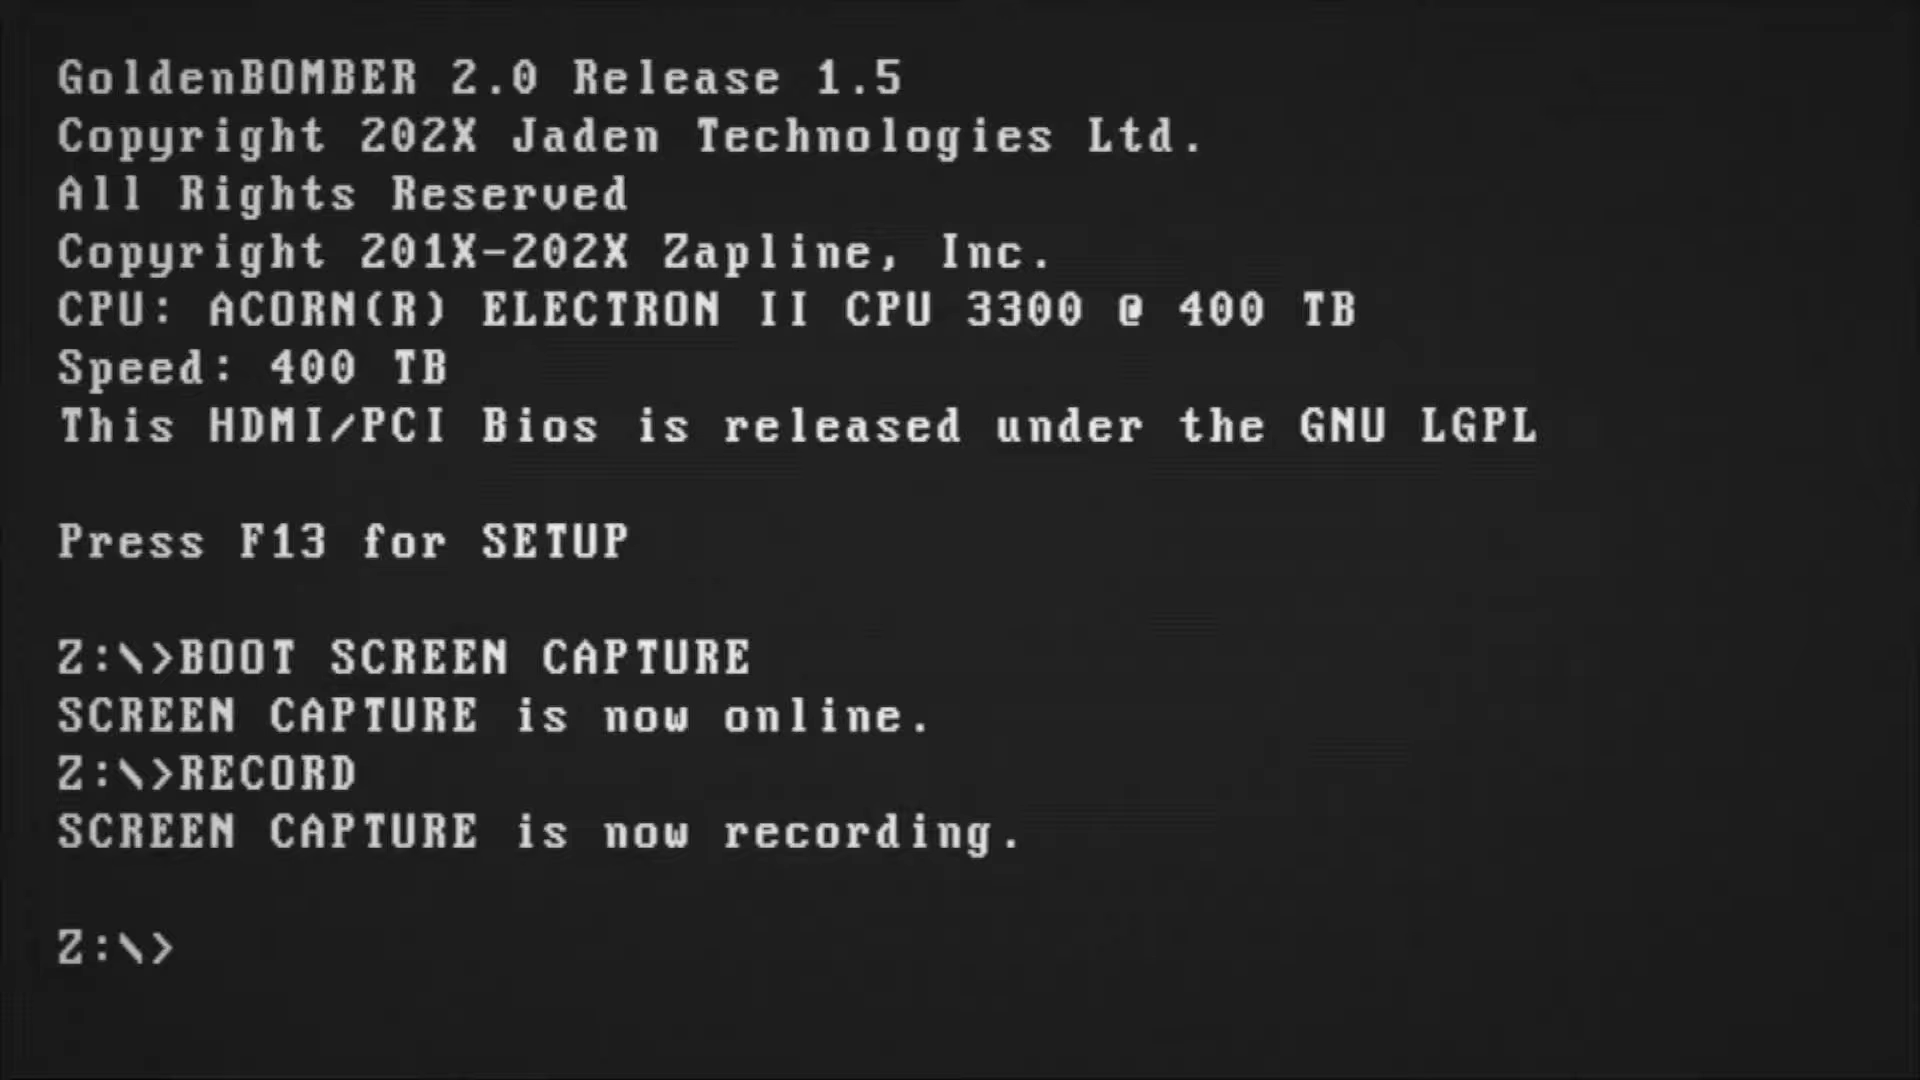 GoldenBOMBER 2.0 Release 1.5
Copyright 202X Jaden Technologies Ltd.
All Rights Reserved
Copyright 201X-202X Zapline, Inc.
CPU: ACORN(R) ELECTRON II CPU 3300 @ 400 TB
Speed: 400 TB
This HDMI/PCI Bios is released under the GNU LGPL
Press F13 for SETUP
Z:\>BOOT SCREEN CAPTURE
SCREEN CAPTURE is now online.
Z:\>RECORD
SCREEN CAPTURE is now recording.
Z:\>